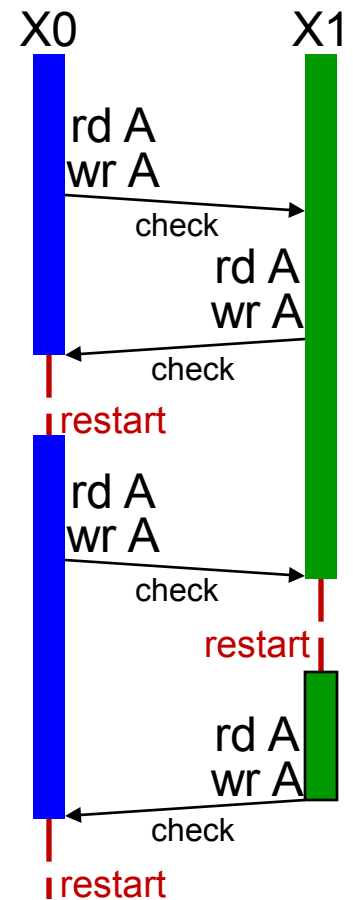 X0 X1
rd A
wr A
check
rd A
wr A
check
restart
rd A
wr A
check
restart
rd A
wr A
check
restart